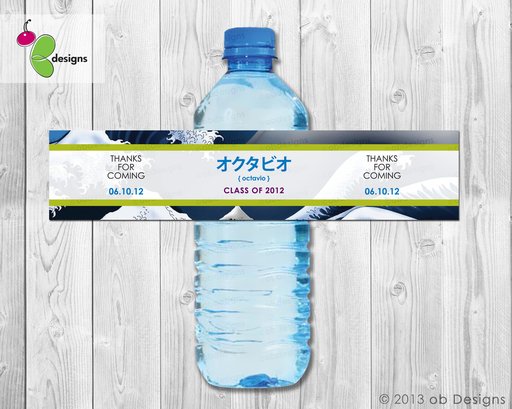 designs
THANKS
FOR
COMING
06.10.12
オクタビオ
{ octavio }
CLASS OF 2012
THANKS
FOR
COMING
06.10.12
© 2013 ob Designs